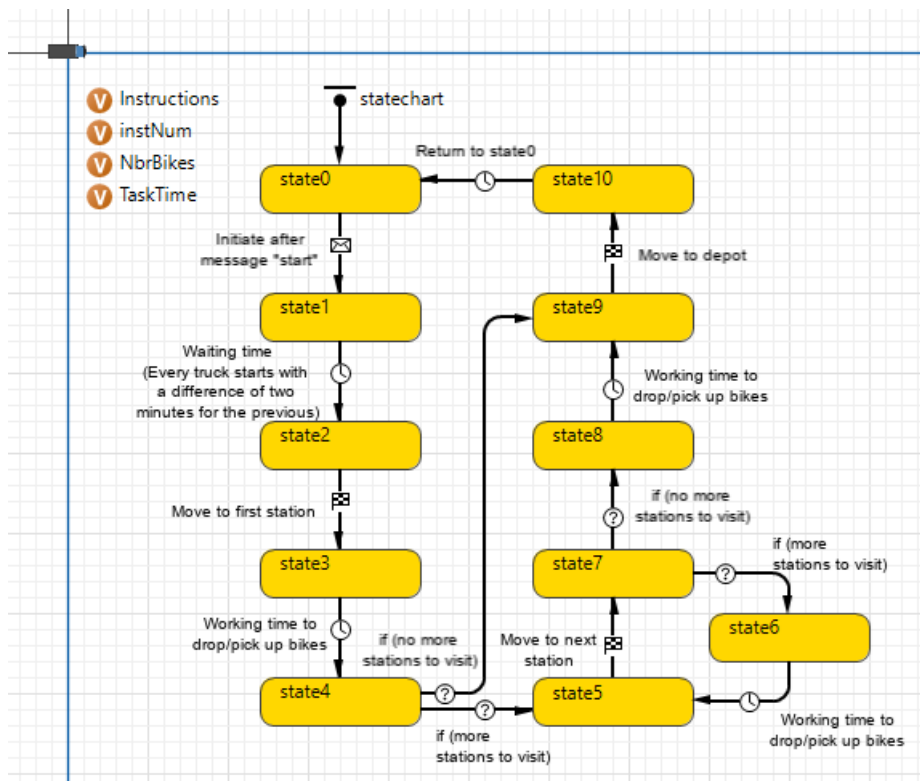 Instructions
instNum
NbrBikes
TaskTime
statechart
Return to state0
state0
state10
Initiate after
message "start"
Move to depot
state1
state9
Waiting time
(Every truck starts with
a difference of two
minutes for the previous)
Working time to
drop/pick up bikes
state2
state8
Move to first station
if (no more
stations to visit)
if (more
stations to visit)
state3
state7
state6
Working time to
drop/pick up bikes
if (no more
stations to visit)
Move to next
station
state4
state5
if (more
stations to visit)
Working time to
drop/pick up bikes